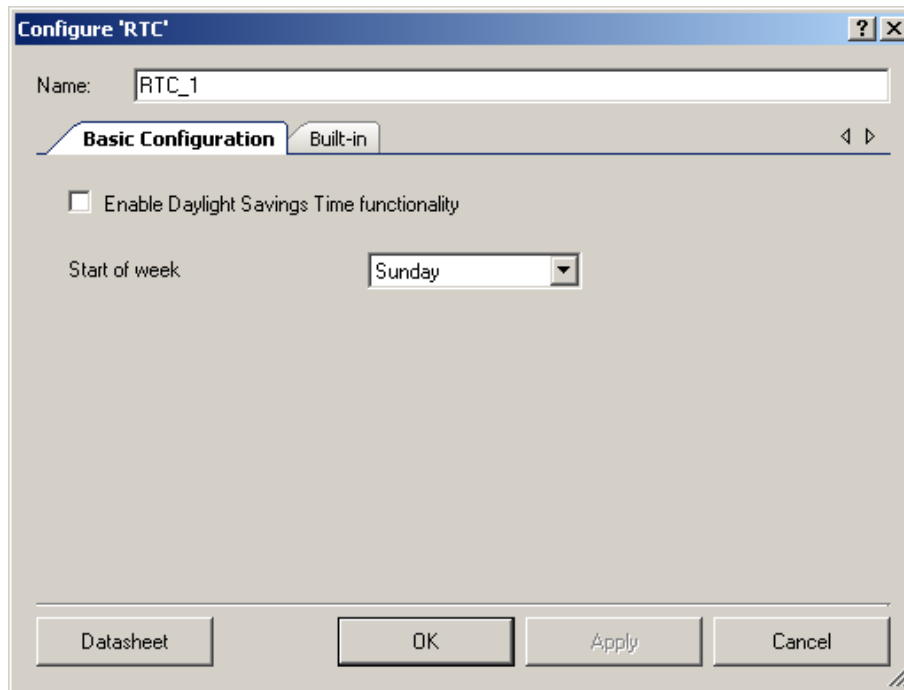 Configure 'RTC'
Name: RTC_1
Basic Configuration Built-in
Enable Daylight Savings Time functionality
Start of week Sunday
Datasheet OK Apply Cancel